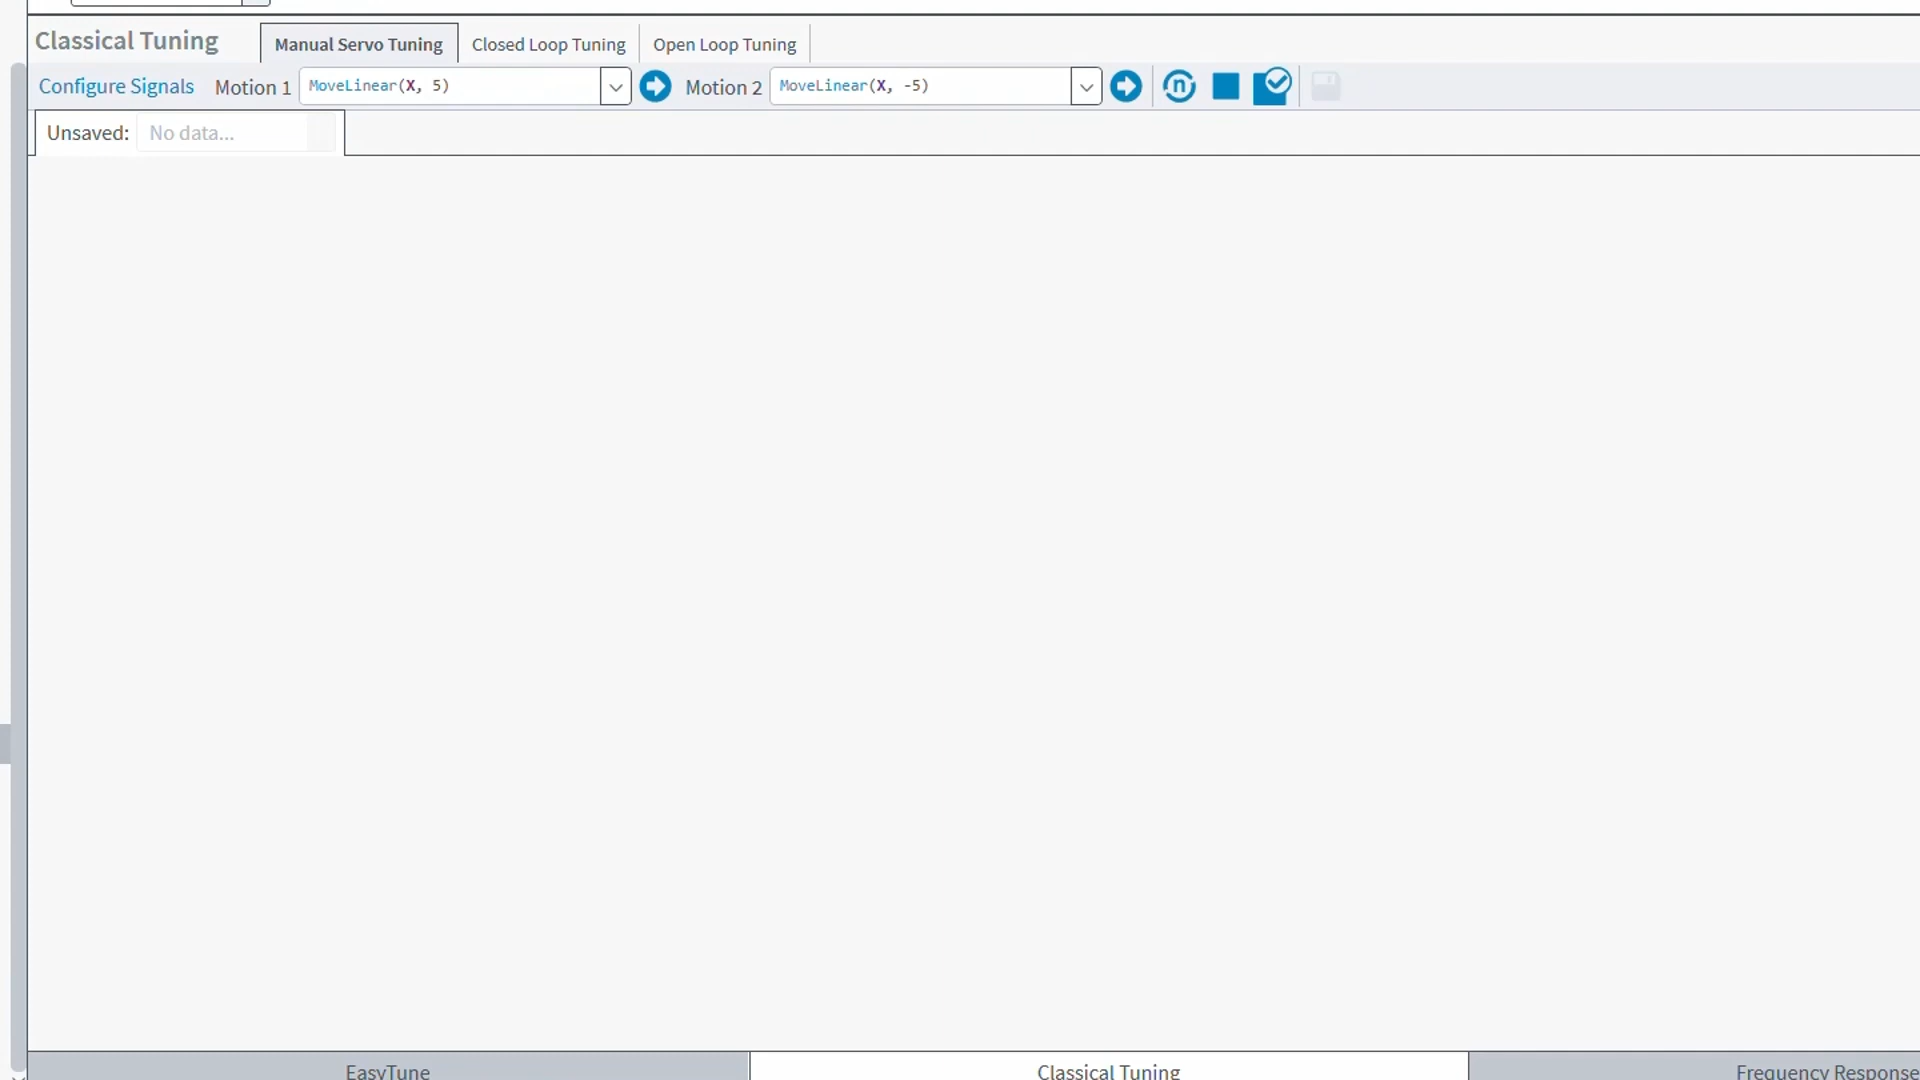 Classical Tuning
Manual Servo Tuning
Closed Loop Tuning
Open Loop Tuning
Configure Signals
Motion 1
MoveLinear(X, 5)
Motion 2
MoveLinear(X, -5)
n
Unsaved: No data...
EasyTune
Classical Tuning
Frequency Response